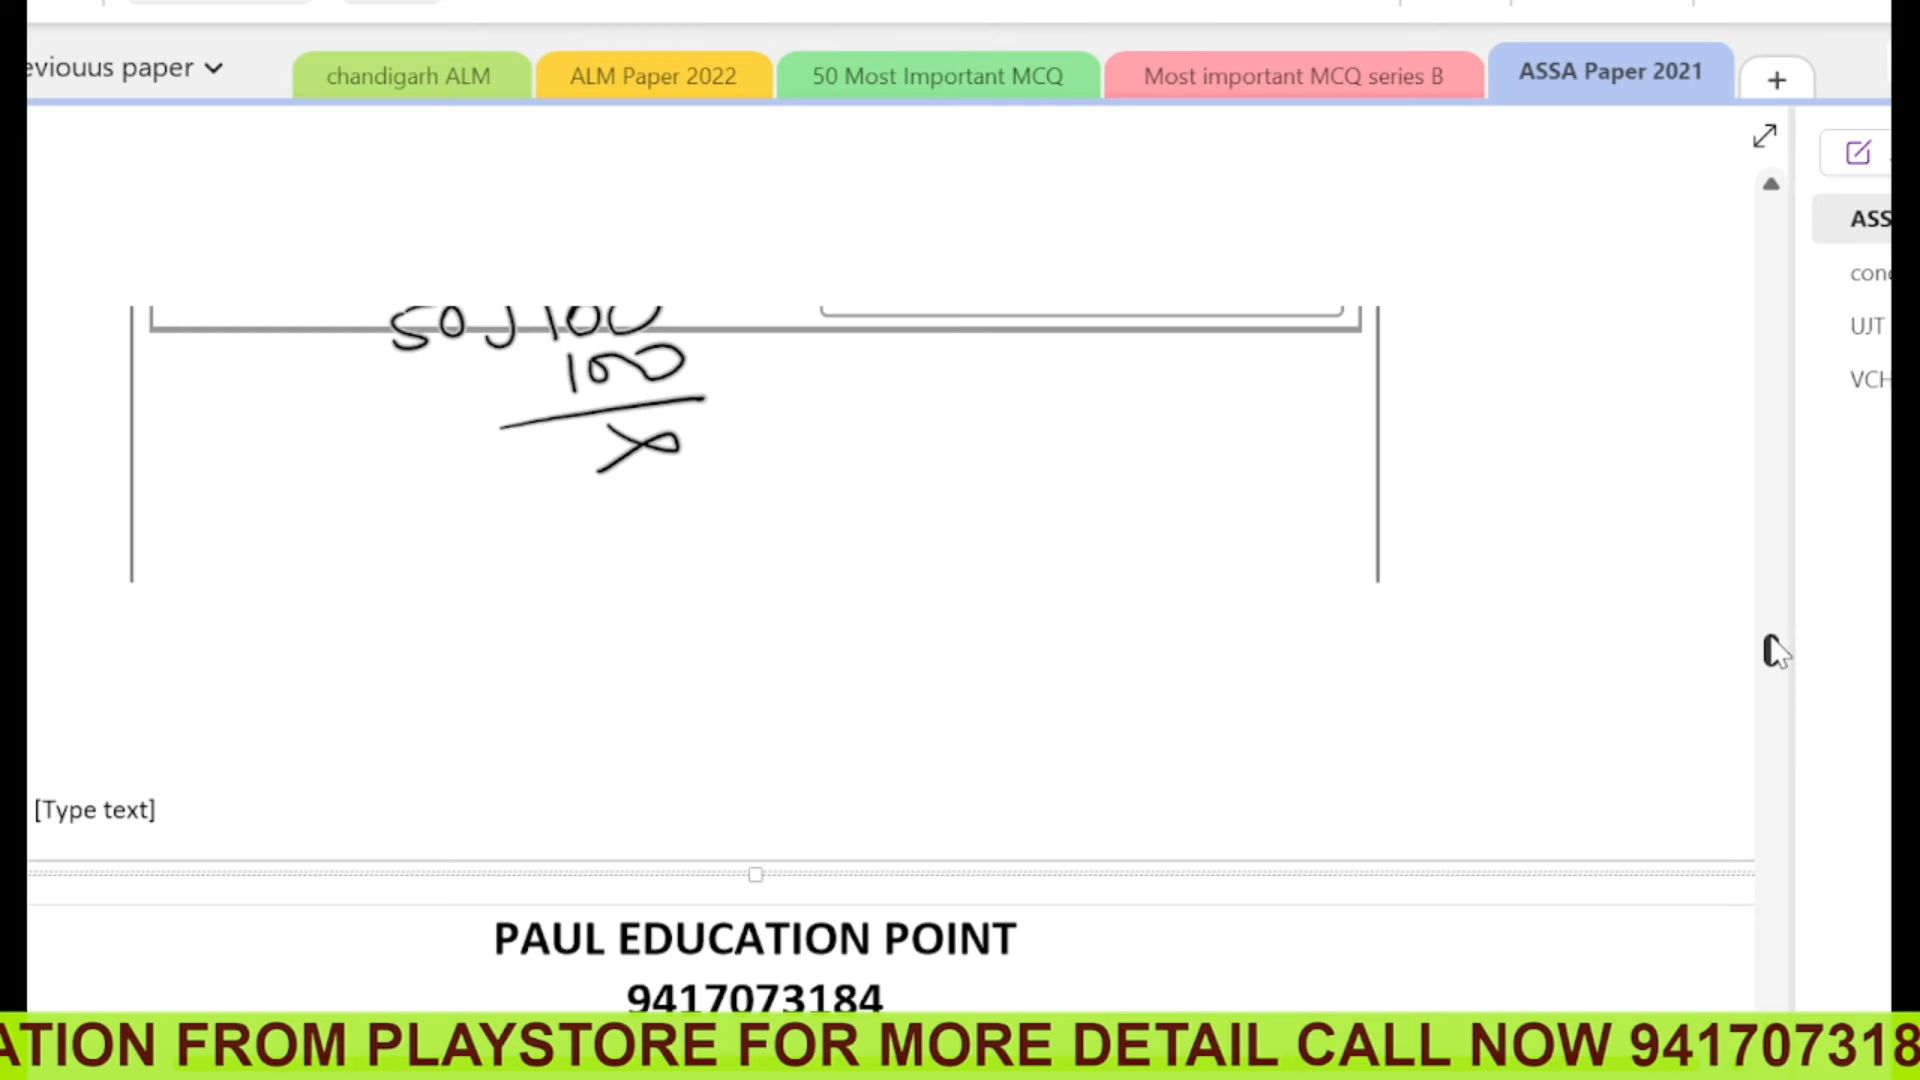 eviouus paper
chandigarh ALM
ALM Paper 2022
50 Most Important MCQ
Most important MCQ series B
ASSA Paper 2021
+
ASS
conc
UJT
VCH
50 ) 100
100
[Type text]
PAUL EDUCATION POINT
9417073184
ATION FROM PLAYSTORE FOR MORE DETAIL CALL NOW 941707318